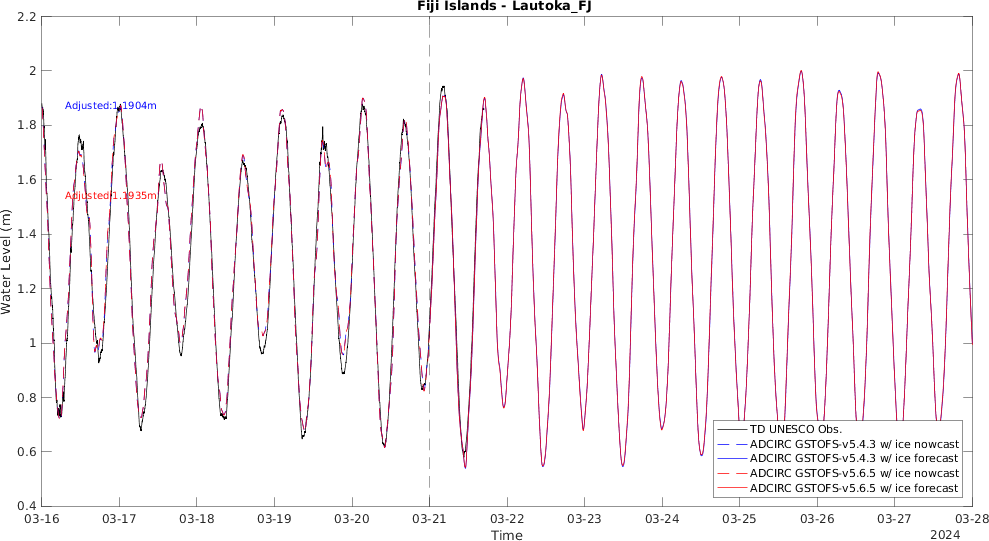 Fiji Islands - Lautoka_FJ
2.2
2
1.8
1.6
1.4
1.2
1
0.8
0.6
0.4
Water Level (m)
Adjusted:1.1904m
Adjusted:1.1935m
TD UNESCO Obs.
ADCIRC GSTOFS-v5.4.3 w/ ice nowcast
ADCIRC GSTOFS-v5.4.3 w/ ice forecast
ADCIRC GSTOFS-v5.6.5 w/ ice nowcast
ADCIRC GSTOFS-v5.6.5 w/ ice forecast
03-16 03-17 03-18 03-19 03-20 03-21 03-22 03-23 03-24 03-25 03-26 03-27 03-28
Time
2024